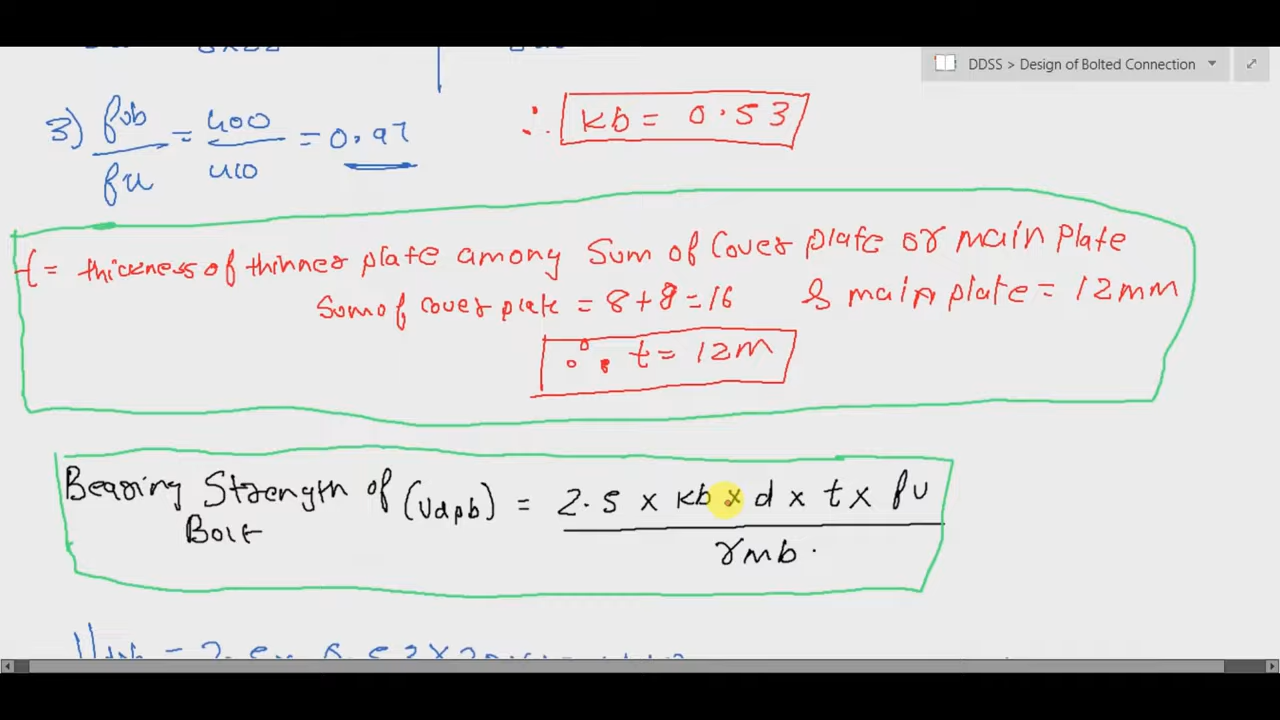 DDSS > Design of Bolted Connection
3) fub / fu = 400 / 410 = 0.97
∴ kb = 0.53
t = thickness of thinner plate among Sum of Cover plate or main plate
Sum of cover plate = 8+8=16 & main plate = 12mm
∴ t = 12m
Bearing Strength of (Vdpb) = 2.5 x kb x d x t x fu
Bolt
γmb.